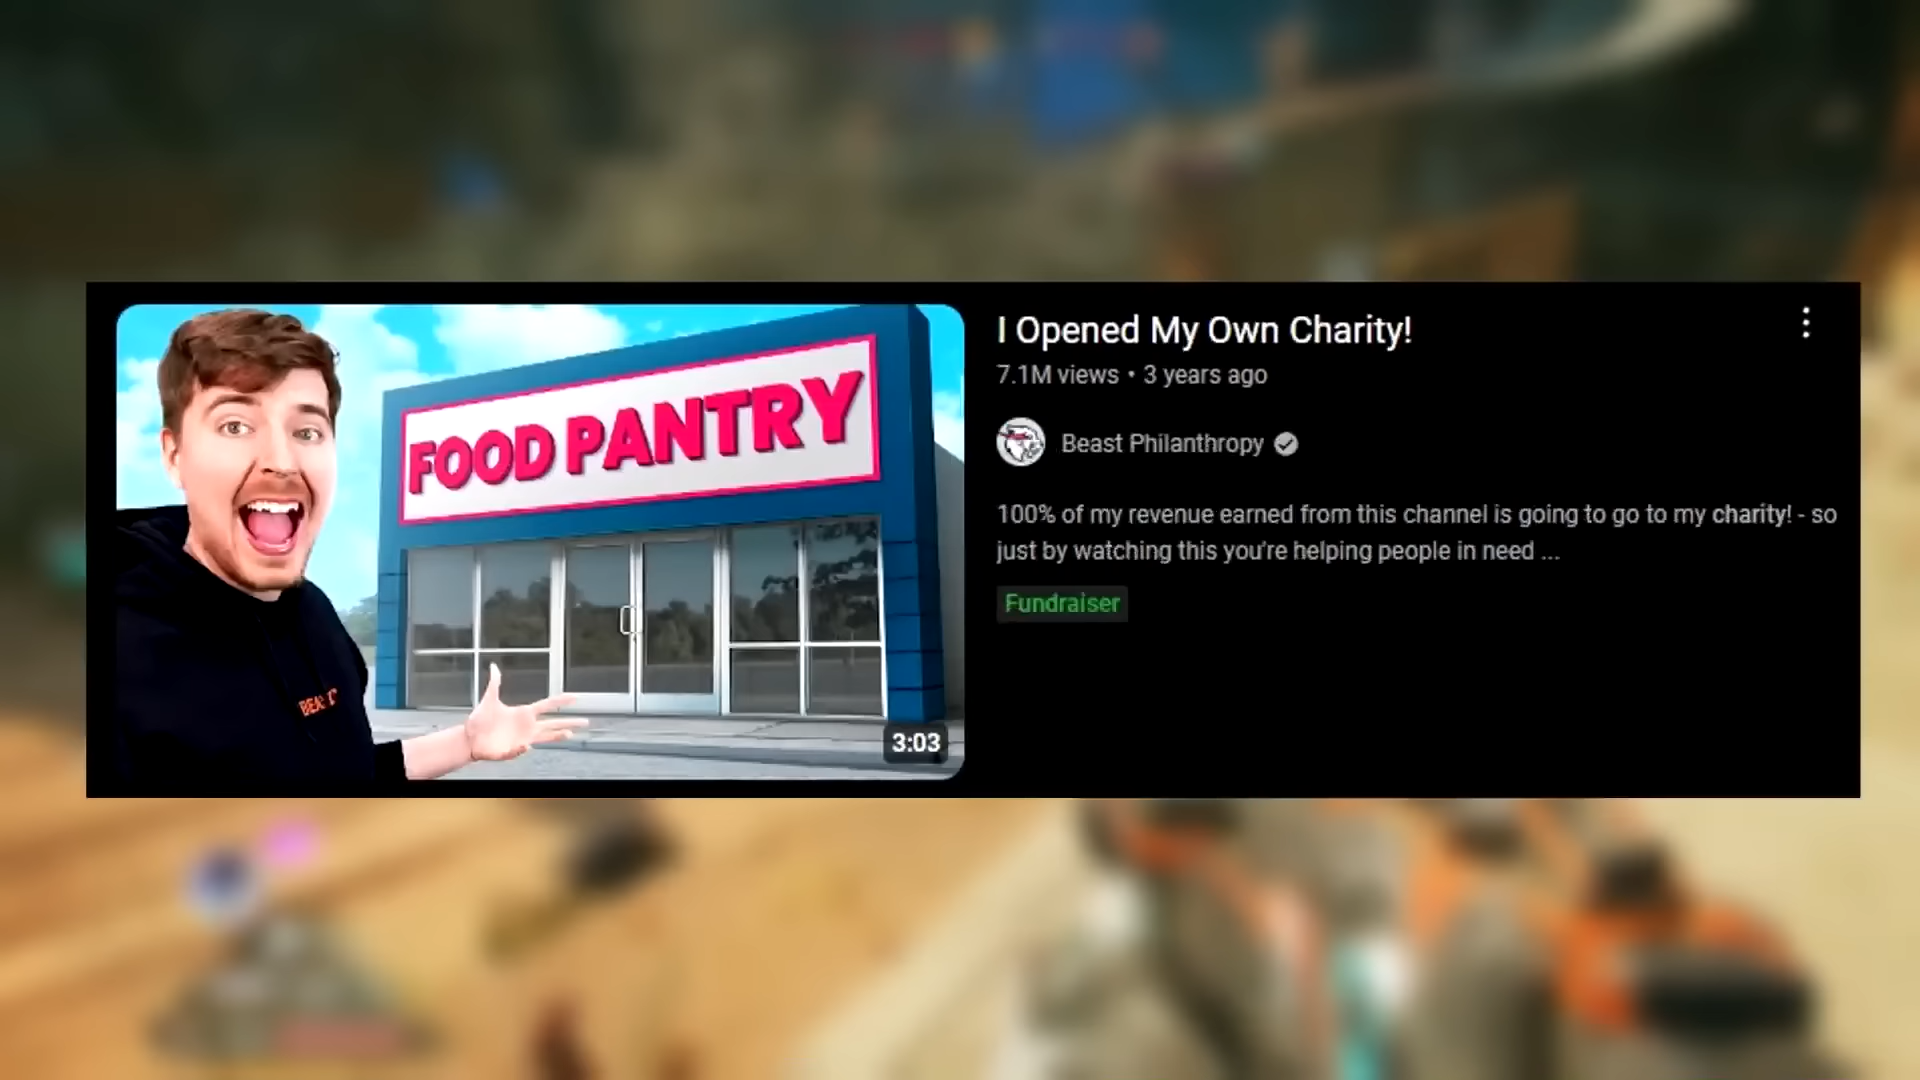 FOOD PANTRY
3:03
I Opened My Own Charity!
7.1M views • 3 years ago
Beast Philanthropy
100% of my revenue earned from this channel is going to go to my charity! - so
just by watching this you're helping people in need ...
Fundraiser